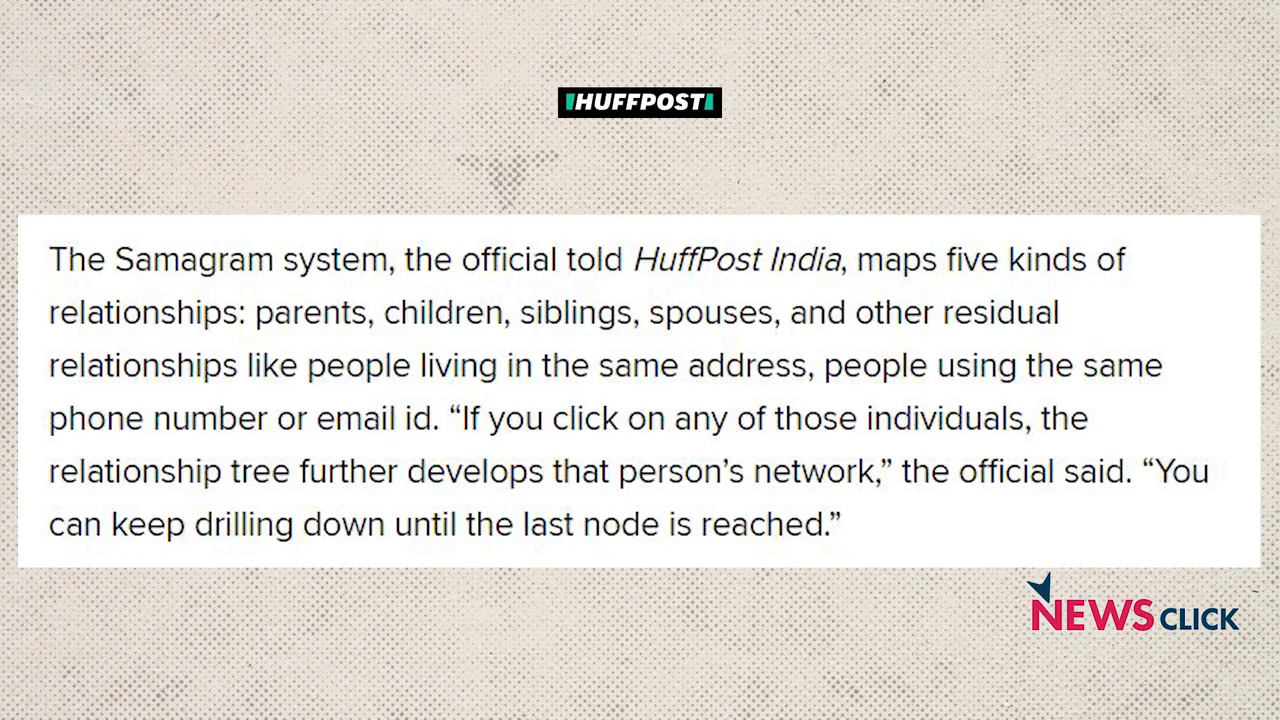 HUFFPOST
The Samagram system, the official told HuffPost India, maps five kinds of
relationships: parents, children, siblings, spouses, and other residual
relationships like people living in the same address, people using the same
phone number or email id. “If you click on any of those individuals, the
relationship tree further develops that person’s network,” the official said. “You
can keep drilling down until the last node is reached.”
NEWSCLICK